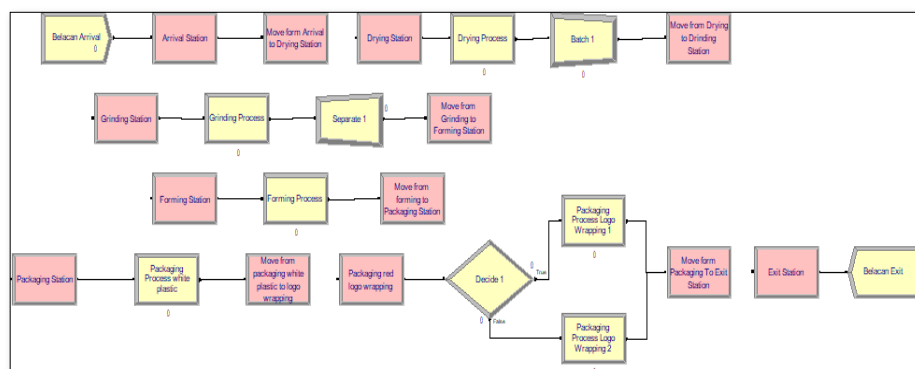 Belacan Arrival
0
Arrival Station
Move form Arrival
to Drying Station
Drying Station
Drying Process
0
Batch 1
0
Move from Drying
to Drinding
Station
Grinding Station
Grinding Process
0
Separate 1
0
Move from
Grinding to
Forming Station
Forming Station
Forming Process
0
Move from
forming to
Packaging Station
Packaging Station
Packaging
Process white
plastic
0
Move from
packaging white
plastic to logo
wrapping
Packaging red
logo wrapping
Decide 1
0
True
0
False
Packaging
Process Logo
Wrapping 1
0
Packaging
Process Logo
Wrapping 2
0
Move form
Packaging To Exit
Station
Exit Station
Belacan Exit